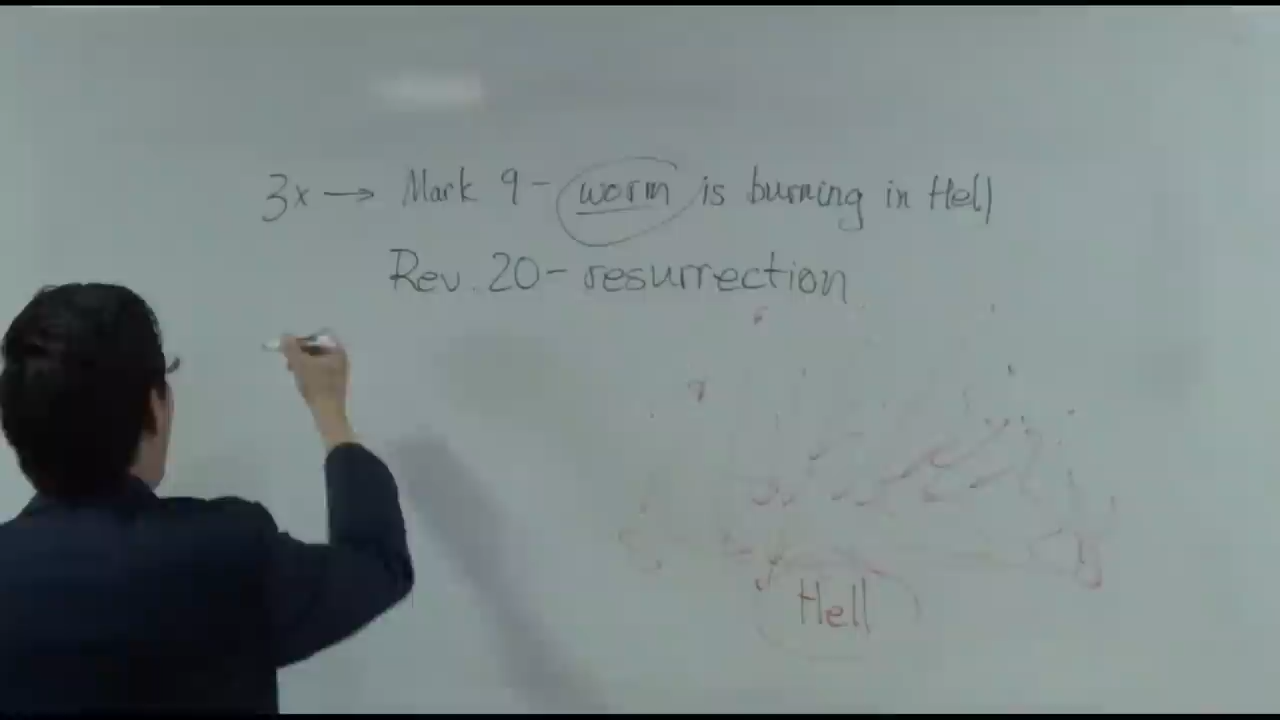 3x → Mark 9 - worm is burning in Hell
Rev. 20 - resurrection
Hell